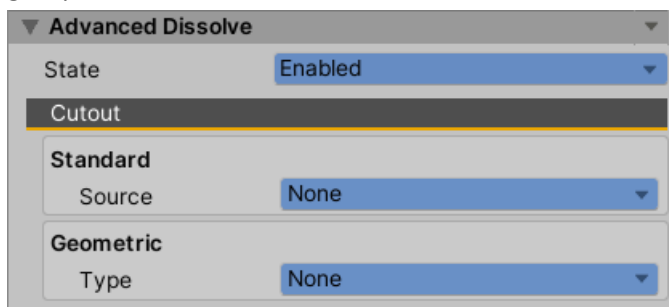 Advanced Dissolve
State Enabled
Cutout
Standard
Source None
Geometric
Type None